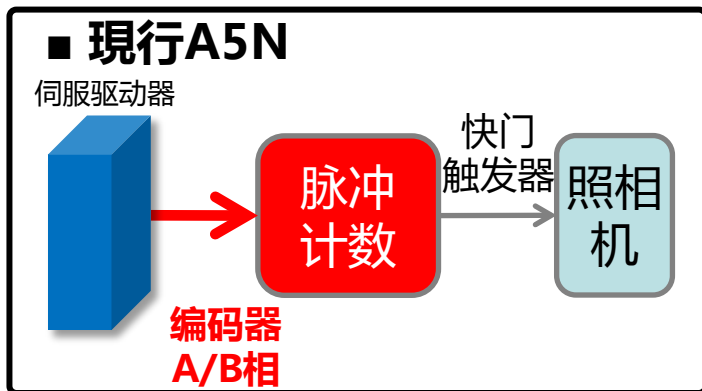 ■ 現行A5N
伺服驱动器
快门
触发器
脉冲
计数
照相
机
编码器
A/B相